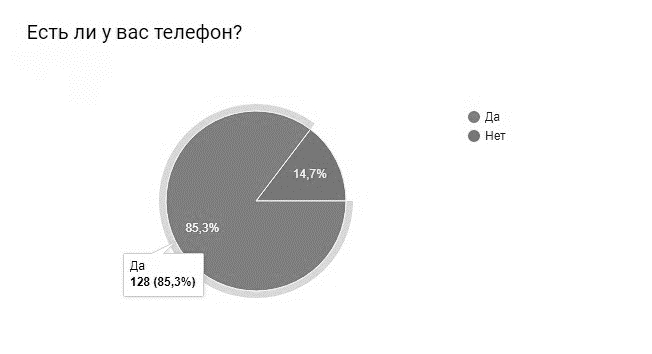 Есть ли у вас телефон?
Да
Нет
14,7%
85,3%
Да
128 (85,3%)